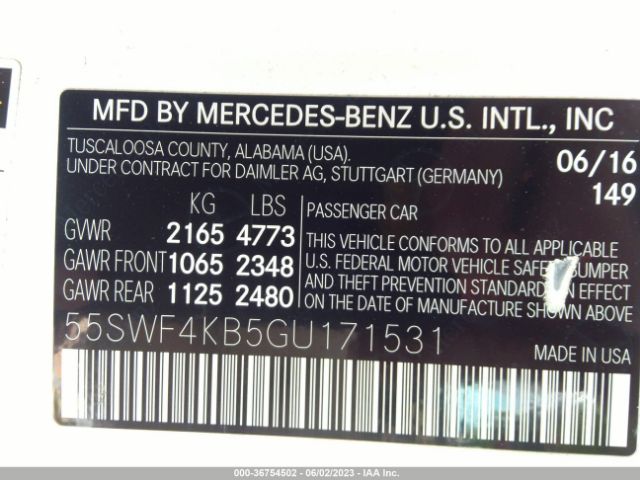 MFD BY MERCEDES-BENZ U.S. INTL., INC
TUSCALOOSA COUNTY, ALABAMA (USA). 06/16
UNDER CONTRACT FOR DAIMLER AG, STUTTGART (GERMANY) 149
KG LBS
GVWR 2165 4773
GAWR FRONT 1065 2348
GAWR REAR 1125 2480
PASSENGER CAR
THIS VEHICLE CONFORMS TO ALL APPLICABLE
U.S. FEDERAL MOTOR VEHICLE BUMPER
AND THEFT PREVENTION STANDARDS IN
EFFECT ON THE DATE OF MANUFACTURE SHOWN ABOVE
55SWF4KB5GU171531
MADE IN USA
000-36754502 - 06/02/2023 - IAA Inc.